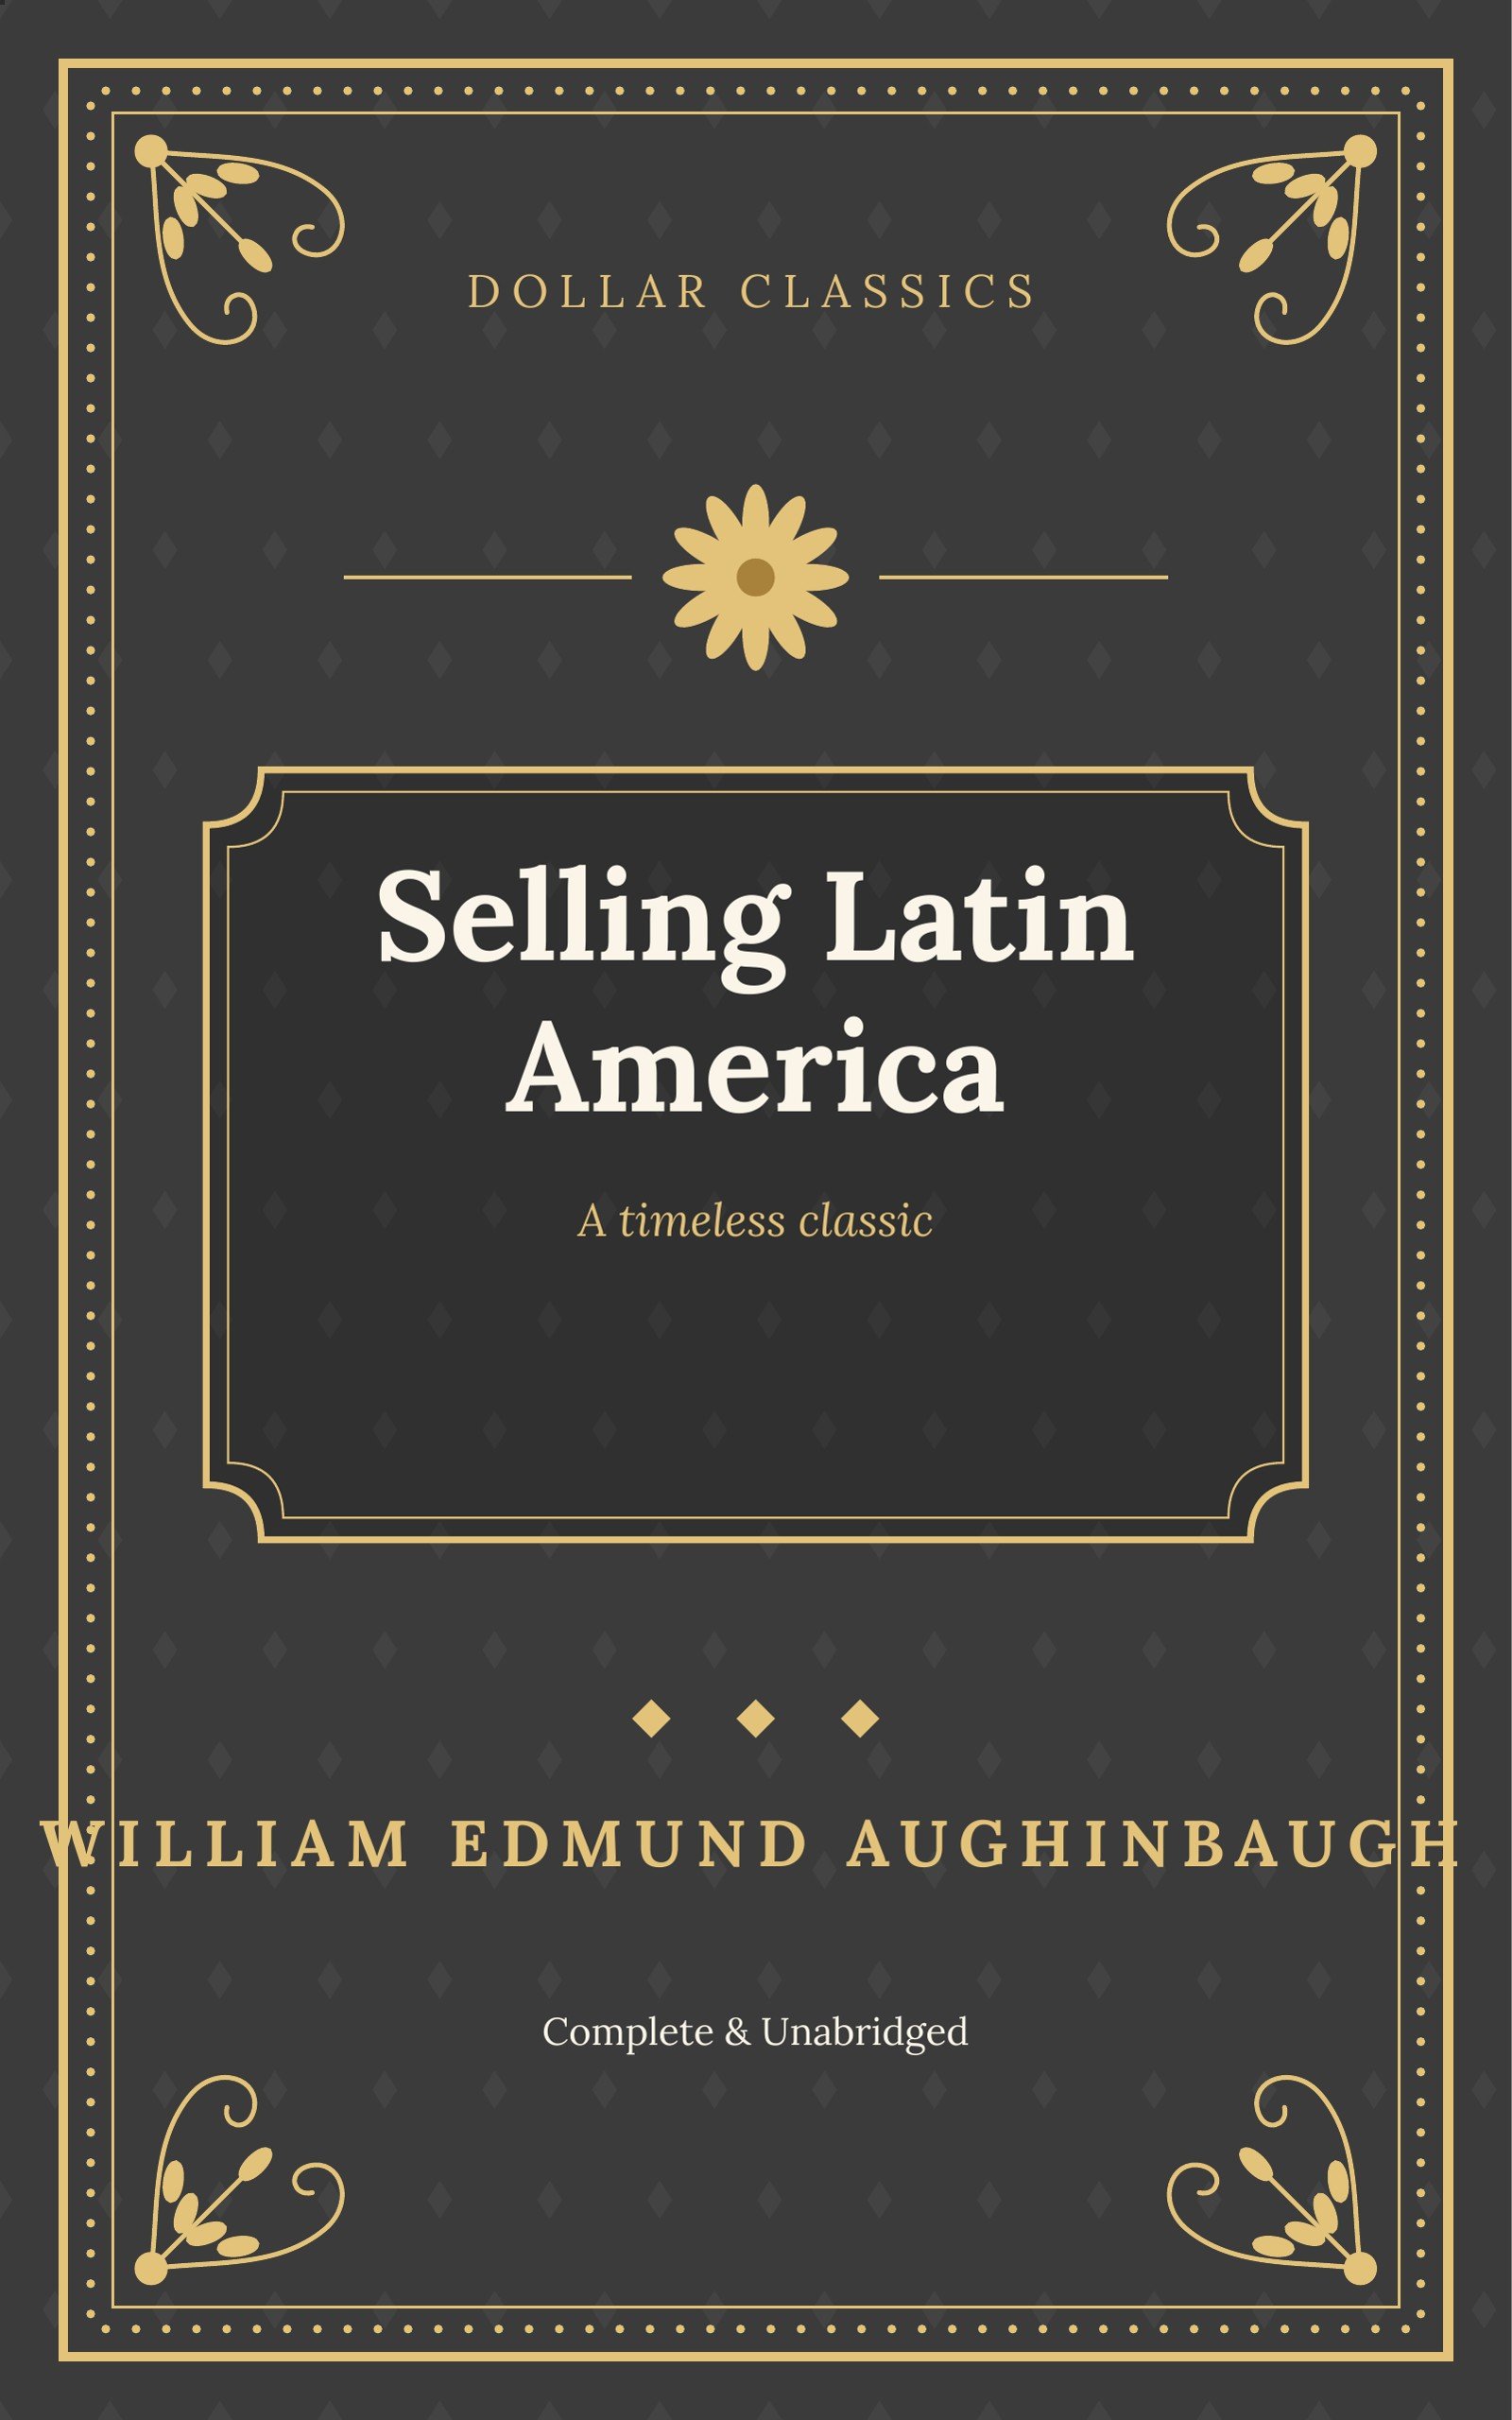 DOLLAR CLASSICS
Selling Latin
America
A timeless classic
WILLIAM EDMUND AUGHINBAUGH
Complete & Unabridged